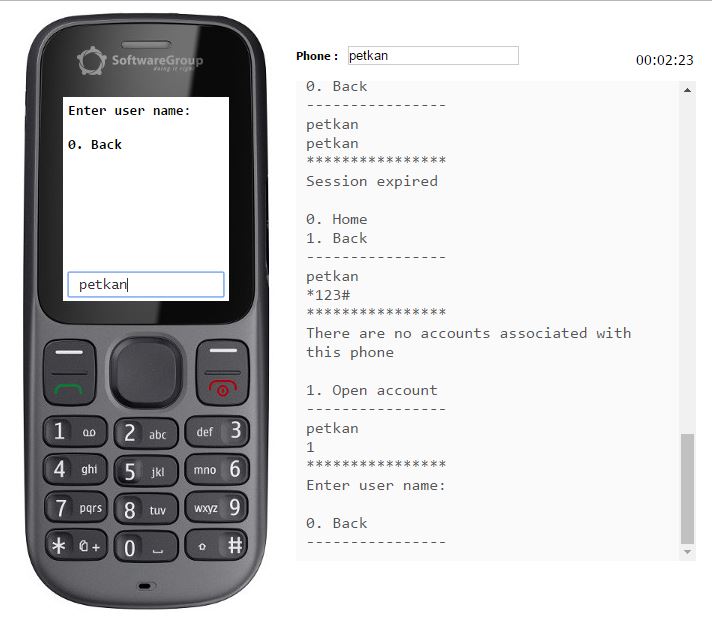 SoftwareGroup
doing it right
Enter user name:
0. Back
petkan
1
2 abc
def 3
4 ghi
5 jkl
mno 6
7 pqrs
8 tuv
wxyz 9
* +
0
#
Phone : petkan
00:02:23
0. Back
----------------
petkan
petkan
****************
Session expired
0. Home
1. Back
----------------
petkan
*123#
****************
There are no accounts associated with
this phone
1. Open account
----------------
petkan
1
****************
Enter user name:
0. Back
----------------